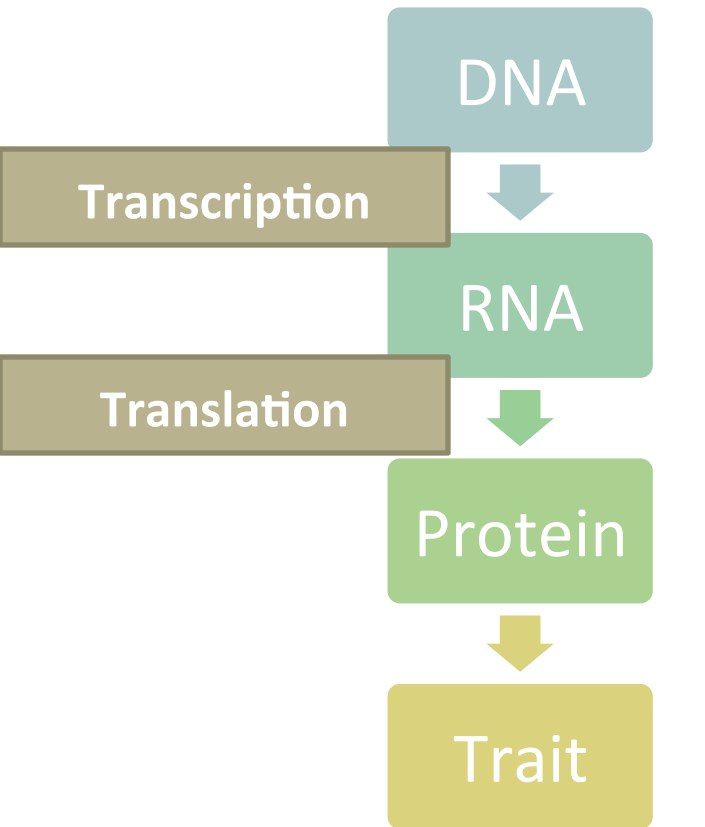 DNA
Transcription
RNA
Translation
Protein
Trait